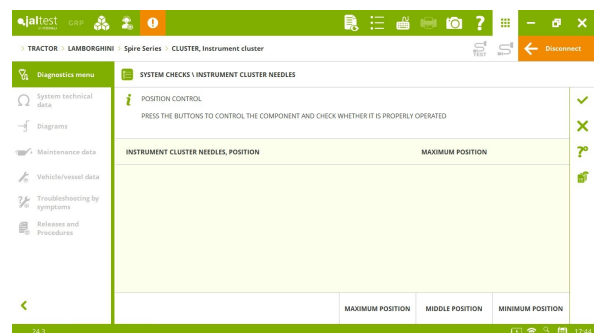 jaltest GRP
> TRACTOR > LAMBORGHINI > Spire Series > CLUSTER, Instrument cluster
TEST
Disconnect
Diagnostics menu
SYSTEM CHECKS \ INSTRUMENT CLUSTER NEEDLES
System technical
data
Diagrams
Maintenance data
Vehicle/vessel data
Troubleshooting by
symptoms
Releases and
Procedures
POSITION CONTROL
PRESS THE BUTTONS TO CONTROL THE COMPONENT AND CHECK WHETHER IT IS PROPERLY OPERATED
INSTRUMENT CLUSTER NEEDLES, POSITION MAXIMUM POSITION
MAXIMUM POSITION MIDDLE POSITION MINIMUM POSITION
24.3 17:44